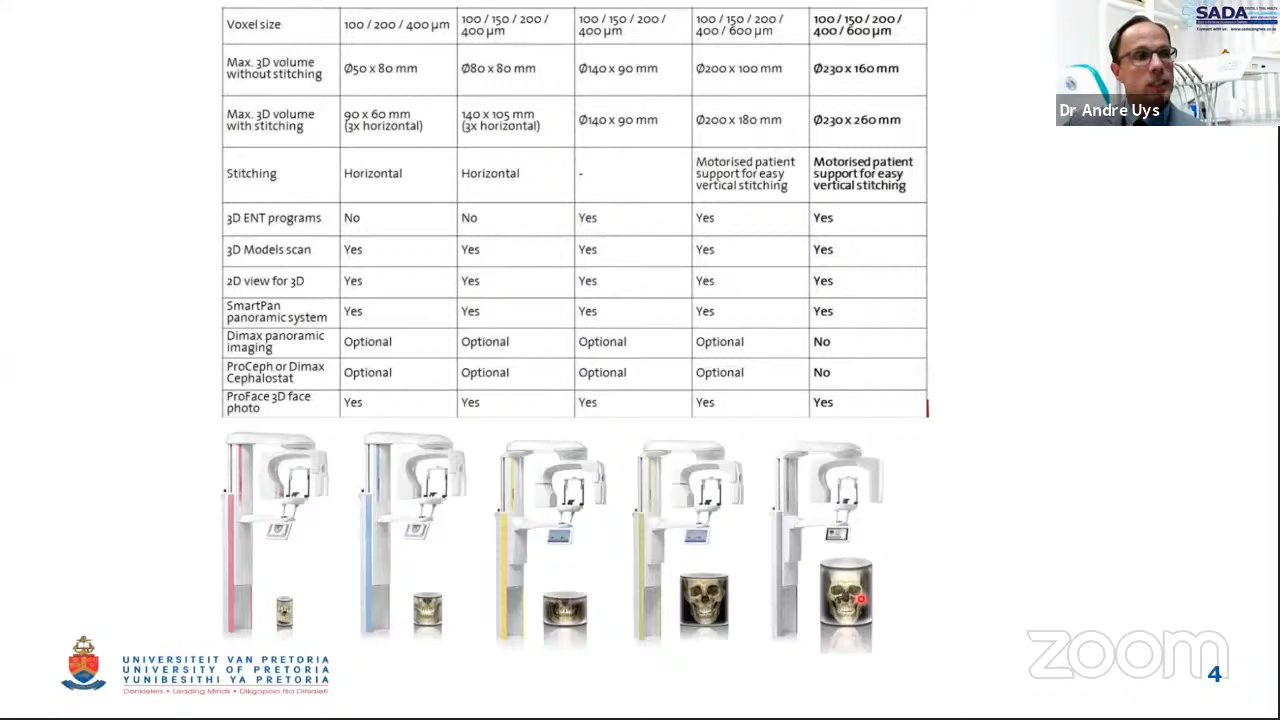 Voxel size
100 / 200 / 400 µm
100 / 150 / 200 /
400 µm
100 / 150 / 200 /
400 µm
100 / 150 / 200 /
400 / 600 µm
100 / 150 / 200 /
400 / 600 µm
Max. 3D volume
without stitching
Ø50 x 80 mm
Ø80 x 80 mm
Ø140 x 90 mm
Ø200 x 100 mm
Ø230 x 160 mm
Max. 3D volume
with stitching
90 x 60 mm
(3x horizontal)
140 x 105 mm
(3x horizontal)
Ø140 x 90 mm
Ø200 x 180 mm
Ø230 x 260 mm
Stitching
Horizontal
Horizontal
-
Motorised patient
support for easy
vertical stitching
Motorised patient
support for easy
vertical stitching
3D ENT programs
No
No
Yes
Yes
Yes
3D Models scan
Yes
Yes
Yes
Yes
Yes
2D view for 3D
Yes
Yes
Yes
Yes
Yes
SmartPan
panoramic system
Yes
Yes
Yes
Yes
Yes
Dimax panoramic
imaging
Optional
Optional
Optional
Optional
No
ProCeph or Dimax
Cephalostat
Optional
Optional
Optional
Optional
No
ProFace 3D face
photo
Yes
Yes
Yes
Yes
Yes
SADA
Dr Andre Uys
UNIVERSITEIT VAN PRETORIA
UNIVERSITY OF PRETORIA
YUNIBESITHI YA PRETORIA
Denkleiers • Leading Minds • Dikgopolo tša Dihlalefi
zoom
4